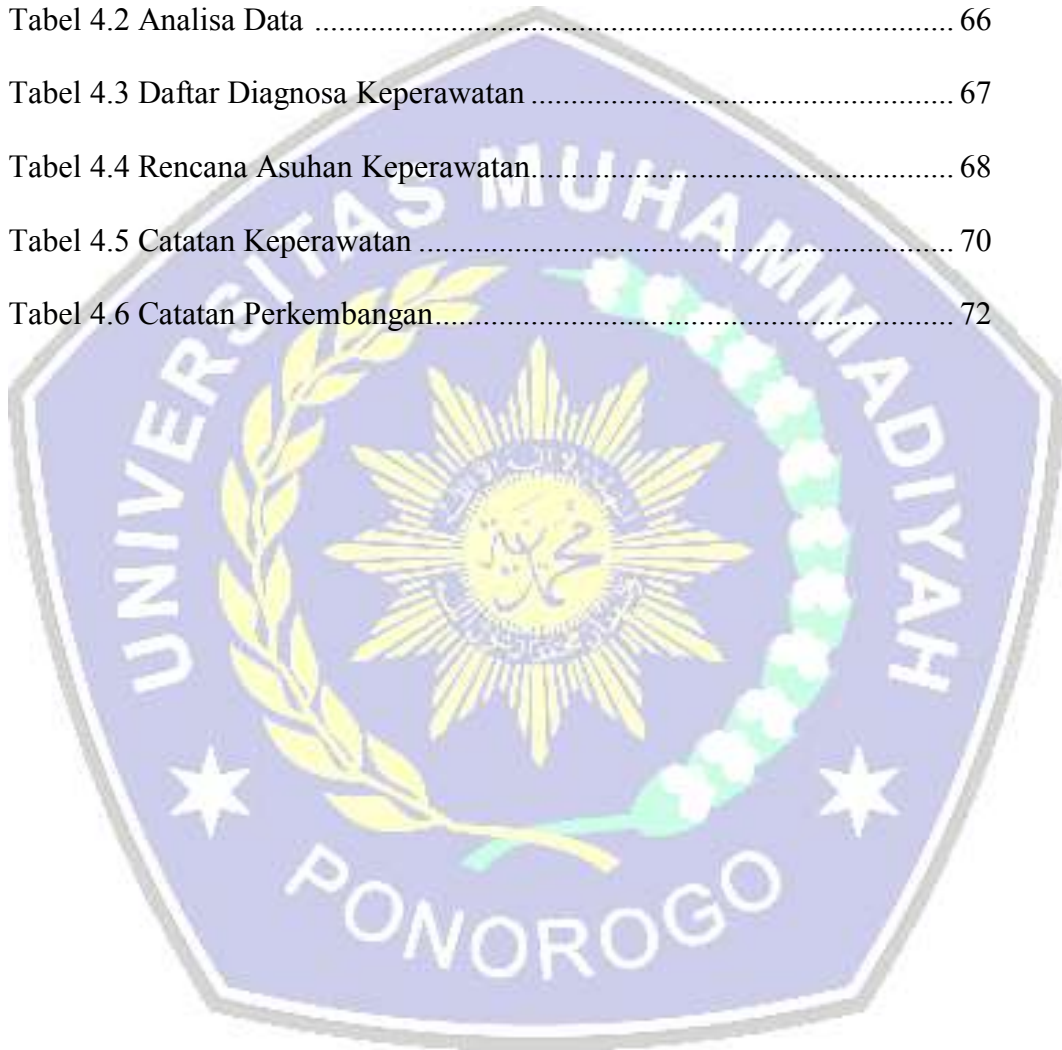 Tabel 4.2 Analisa Data ........................................................................ 66
Tabel 4.3 Daftar Diagnosa Keperawatan ................................................ 67
Tabel 4.4 Rencana Asuhan Keperawatan................................................ 68
Tabel 4.5 Catatan Keperawatan ............................................................. 70
Tabel 4.6 Catatan Perkembangan........................................................... 72
UNIVERSITAS MUHAMMADIYAH
PONOROGO